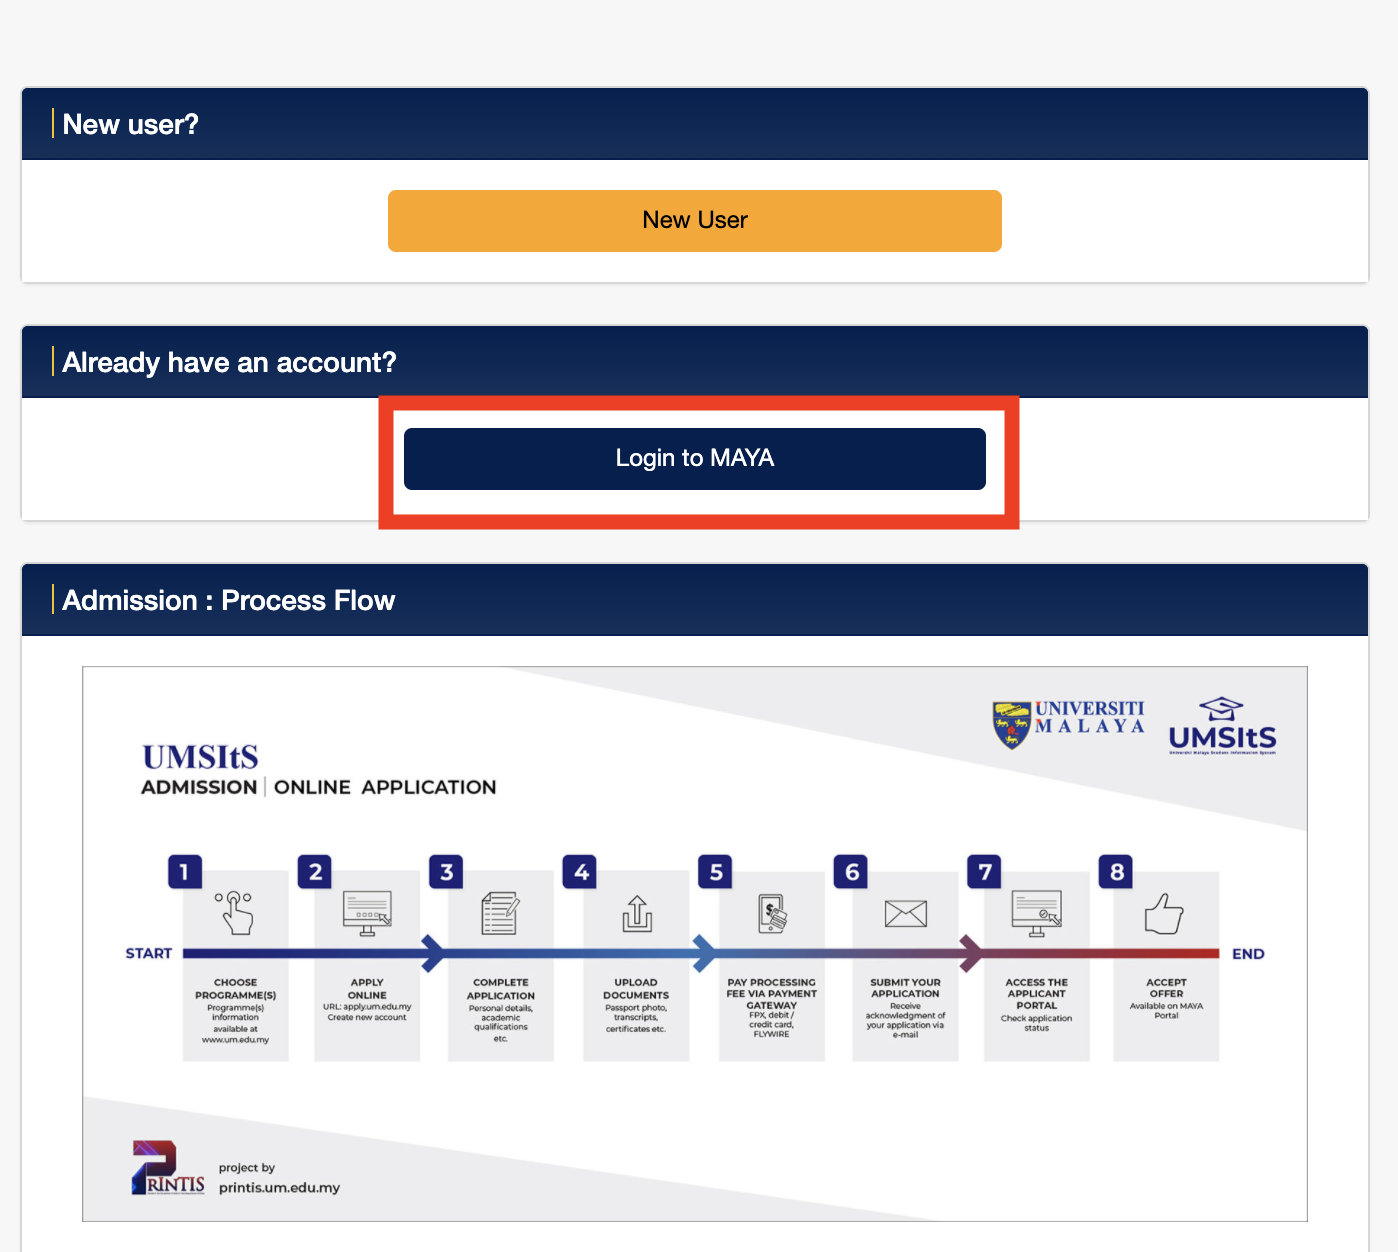 New user?
New User
Already have an account?
Login to MAYA
Admission : Process Flow
UNIVERSITI
MALAYA
UMSItS
Universiti Malaya Student Information System
UMSItS
ADMISSION | ONLINE APPLICATION
1
2
3
4
5
6
7
8
START
END
CHOOSE
PROGRAMME(S)
Programme(s)
information
available at
www.um.edu.my
APPLY
ONLINE
URL: apply.um.edu.my
Create new account
COMPLETE
APPLICATION
Personal details,
academic
qualifications
etc.
UPLOAD
DOCUMENTS
Passport photo,
transcripts,
certificates etc.
PAY PROCESSING
FEE VIA PAYMENT
GATEWAY
FPX, debit /
credit card,
FLYWIRE
SUBMIT YOUR
APPLICATION
Receive
acknowledgment of
your application via
e-mail
ACCESS THE
APPLICANT
PORTAL
Check application
status
ACCEPT
OFFER
Available on MAYA
Portal
PRINTIS
project by
printis.um.edu.my